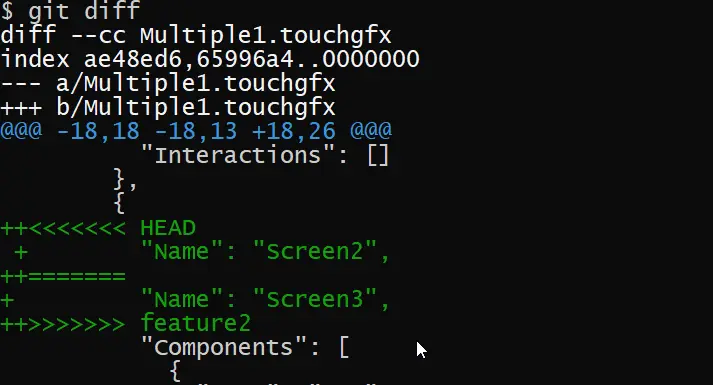 $ git diff
diff --cc Multiple1.touchgfx
index ae48ed6,65996a4..0000000
--- a/Multiple1.touchgfx
+++ b/Multiple1.touchgfx
@@@ -18,18 -18,13 +18,26 @@@
          "Interactions": []
        },
        {
++<<<<<<< HEAD
 +        "Name": "Screen2",
++=======
+         "Name": "Screen3",
++>>>>>>> feature2
          "Components": [
            {